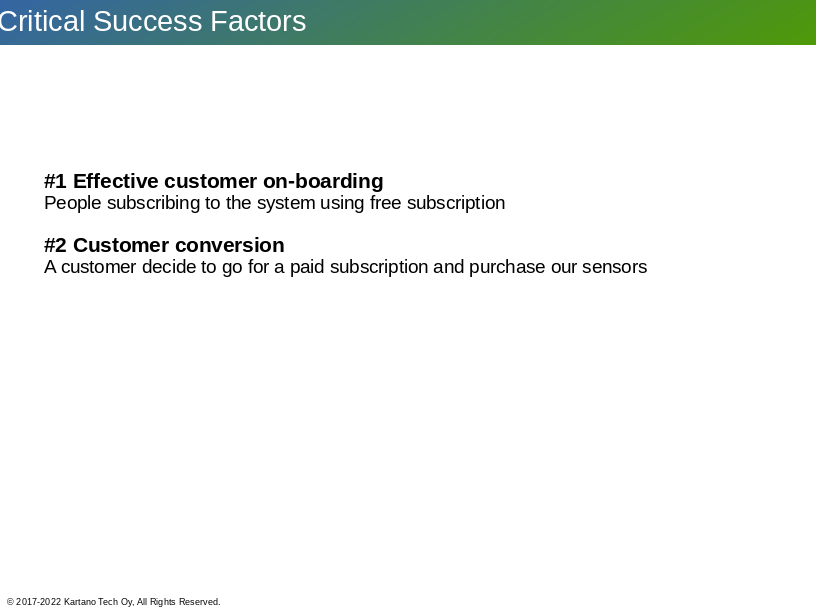 Critical Success Factors
#1 Effective customer on-boarding
People subscribing to the system using free subscription
#2 Customer conversion
A customer decide to go for a paid subscription and purchase our sensors
© 2017-2022 Kartano Tech Oy, All Rights Reserved.